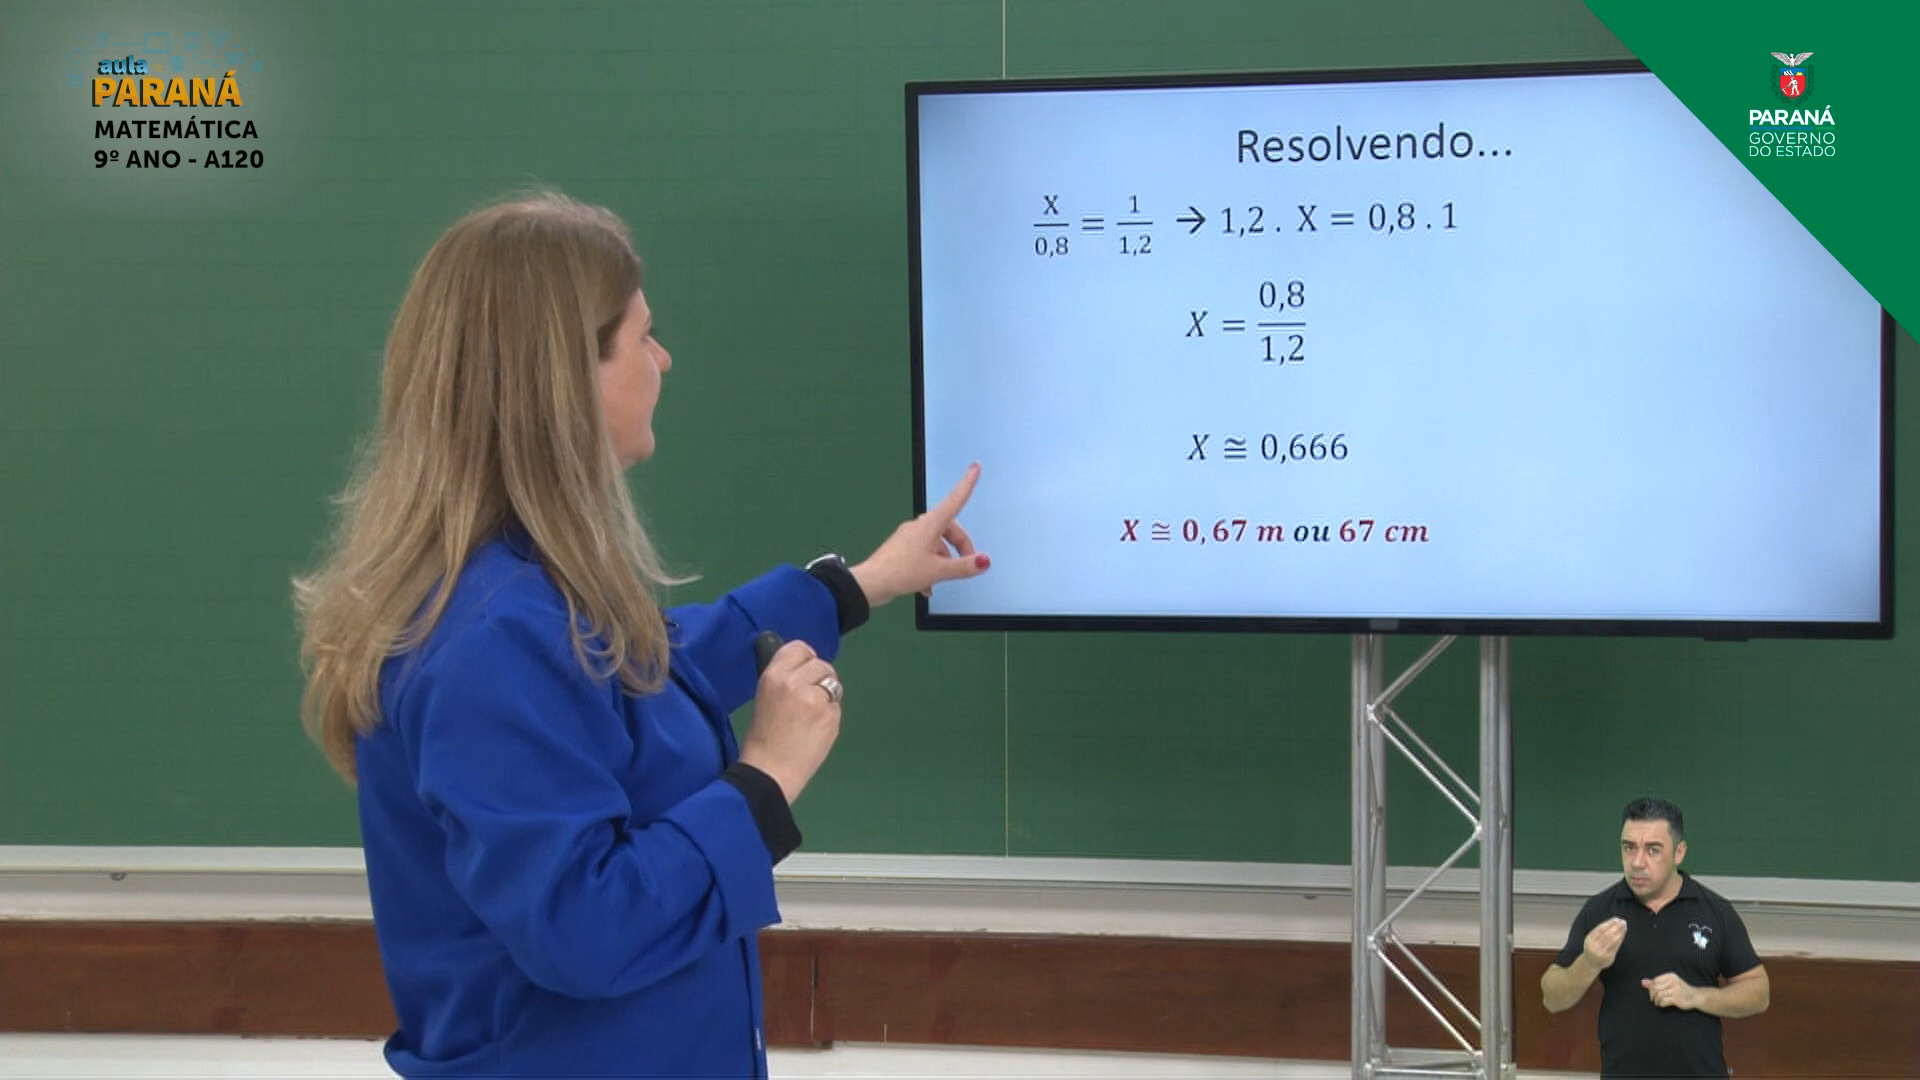 aula
PARANÁ
MATEMÁTICA
9º ANO - A120
PARANÁ
GOVERNO
DO ESTADO
Resolvendo...
X/0,8 = 1/1,2 → 1,2 . X = 0,8 . 1
X = 0,8/1,2
X ≅ 0,666
X ≅ 0,67 m ou 67 cm